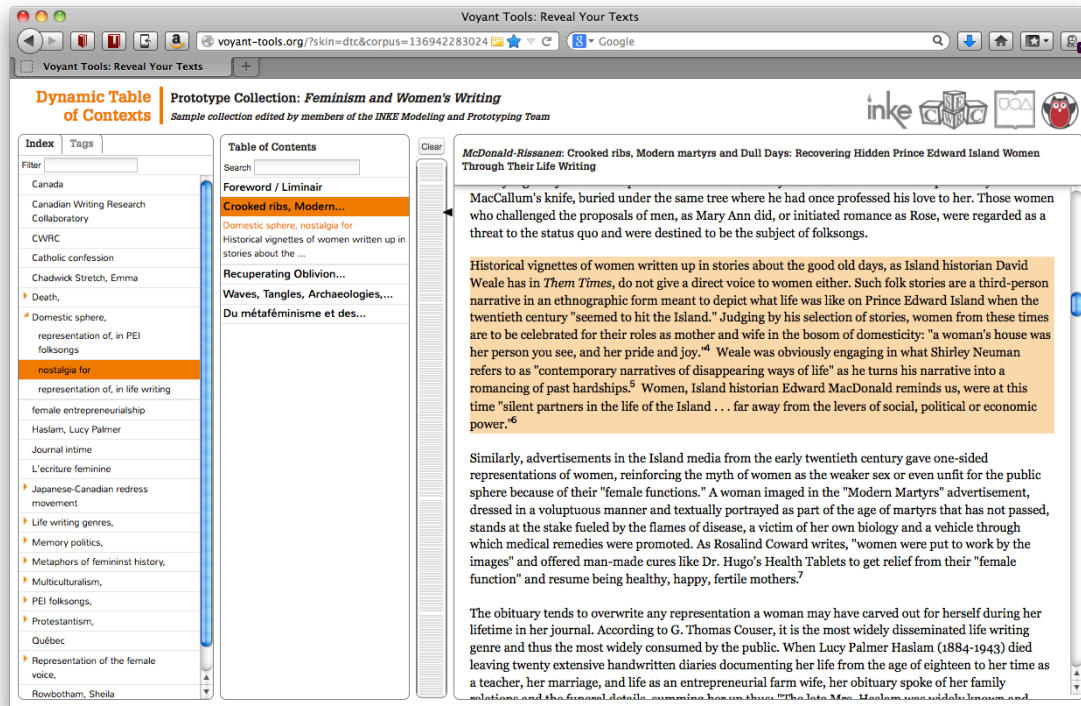 Voyant Tools: Reveal Your Texts
voyant-tools.org/?skin=dtc&corpus=136942283024
Google
Voyant Tools: Reveal Your Texts
Dynamic Table
of Contexts
Prototype Collection: Feminism and Women's Writing
Sample collection edited by members of the INKE Modeling and Prototyping Team
inke
Index
Tags
Filter
Canada
Canadian Writing Research
Collaboratory
CWRC
Catholic confession
Chadwick Stretch, Emma
Death,
Domestic sphere,
representation of, in PEI
folksongs
nostalgia for
representation of, in life writing
female entrepreneurialship
Haslam, Lucy Palmer
Journal intime
L'ecriture feminine
Japanese-Canadian redress
movement
Life writing genres,
Memory politics,
Metaphors of femininst history,
Multiculturalism,
PEI folksongs,
Protestantism,
Québec
Representation of the female
voice,
Rowbotham, Sheila
Table of Contents
Search
Foreword / Liminair
Crooked ribs, Modern...
Domestic sphere, nostalgia for
Historical vignettes of women written up in
stories about the ...
Recuperating Oblivion...
Waves, Tangles, Archaeologies,...
Du métaféminisme et des...
Clear
McDonald-Rissanen: Crooked ribs, Modern martyrs and Dull Days: Recovering Hidden Prince Edward Island Women
Through Their Life Writing
MacCallum's knife, buried under the same tree where he had once professed his love to her. Those women
who challenged the proposals of men, as Mary Ann did, or initiated romance as Rose, were regarded as a
threat to the status quo and were destined to be the subject of folksongs.
Historical vignettes of women written up in stories about the good old days, as Island historian David
Weale has in Them Times, do not give a direct voice to women either. Such folk stories are a third-person
narrative in an ethnographic form meant to depict what life was like on Prince Edward Island when the
twentieth century "seemed to hit the Island." Judging by his selection of stories, women from these times
are to be celebrated for their roles as mother and wife in the bosom of domesticity: "a woman's house was
her person you see, and her pride and joy."4 Weale was obviously engaging in what Shirley Neuman
refers to as "contemporary narratives of disappearing ways of life" as he turns his narrative into a
romancing of past hardships.5 Women, Island historian Edward MacDonald reminds us, were at this
time "silent partners in the life of the Island . . . far away from the levers of social, political or economic
power."6
Similarly, advertisements in the Island media from the early twentieth century gave one-sided
representations of women, reinforcing the myth of women as the weaker sex or even unfit for the public
sphere because of their "female functions." A woman imaged in the "Modern Martyrs" advertisement,
dressed in a voluptuous manner and textually portrayed as part of the age of martyrs that has not passed,
stands at the stake fueled by the flames of disease, a victim of her own biology and a vehicle through
which medical remedies were promoted. As Rosalind Coward writes, "women were put to work by the
images" and offered man-made cures like Dr. Hugo's Health Tablets to get relief from their "female
function" and resume being healthy, happy, fertile mothers.7
The obituary tends to overwrite any representation a woman may have carved out for herself during her
lifetime in her journal. According to G. Thomas Couser, it is the most widely disseminated life writing
genre and thus the most widely consumed by the public. When Lucy Palmer Haslam (1884-1943) died
leaving twenty extensive handwritten diaries documenting her life from the age of eighteen to her time as
a teacher, her marriage, and life as an entrepreneurial farm wife, her obituary spoke of her family
relations and the funeral details, summing her up thus: "The late Mrs. Haslam was widely known and